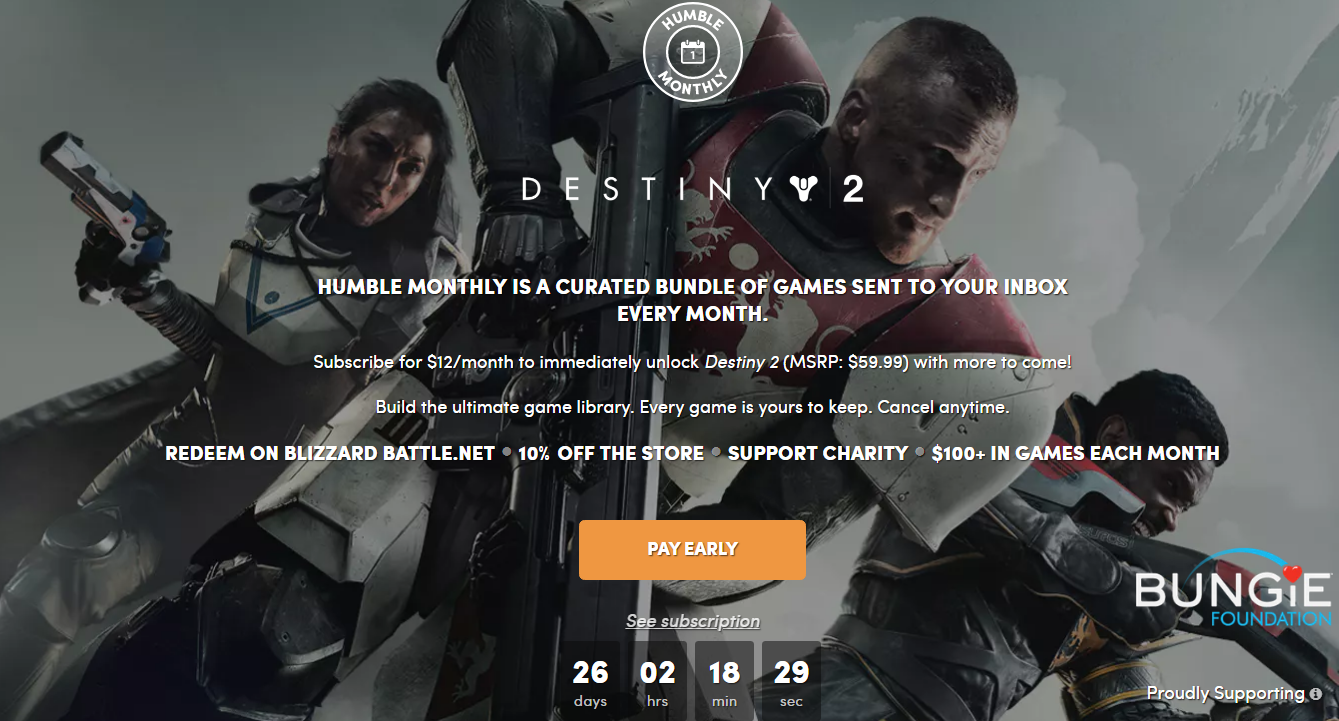 HUMBLE
1
MONTHLY
DESTINY 2
HUMBLE MONTHLY IS A CURATED BUNDLE OF GAMES SENT TO YOUR INBOX
EVERY MONTH.
Subscribe for $12/month to immediately unlock Destiny 2 (MSRP: $59.99) with more to come!
Build the ultimate game library. Every game is yours to keep. Cancel anytime.
REDEEM ON BLIZZARD BATTLE.NET • 10% OFF THE STORE • SUPPORT CHARITY • $100+ IN GAMES EACH MONTH
PAY EARLY
BUNGiE
FOUNDATION
See subscription
26 02 18 29
days hrs min sec
Proudly Supporting